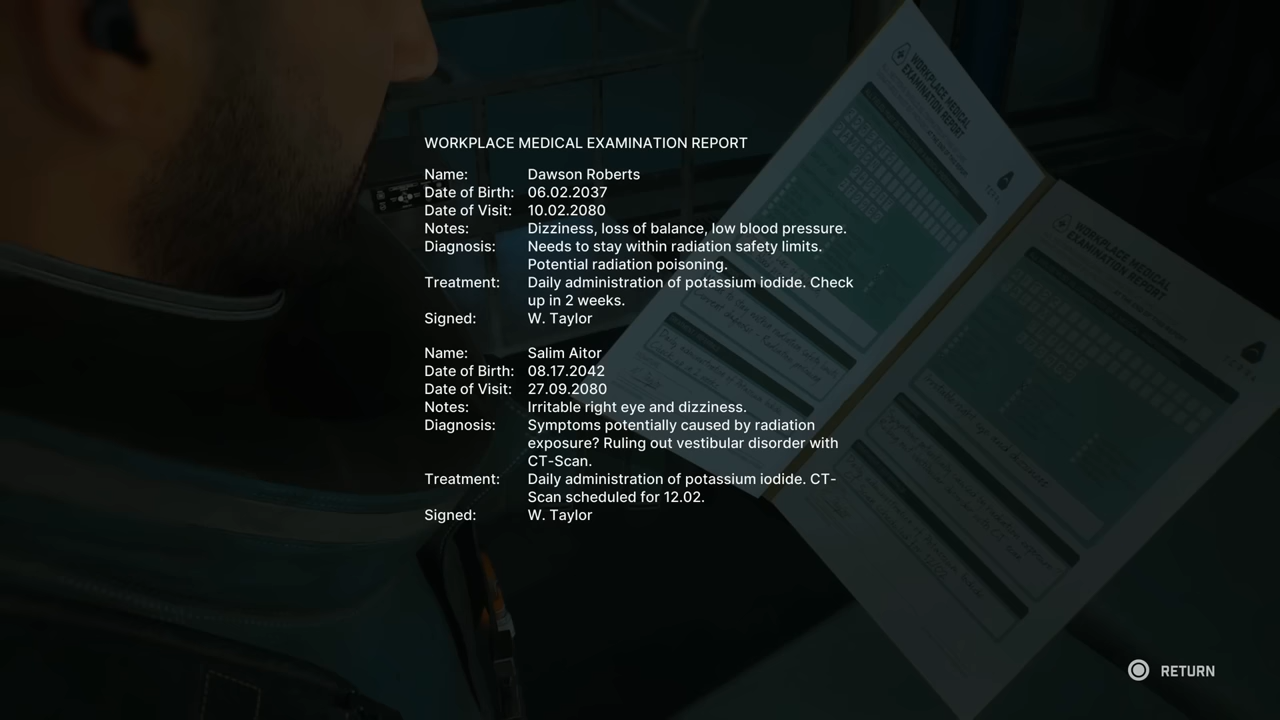 WORKPLACE MEDICAL EXAMINATION REPORT
Name: Dawson Roberts
Date of Birth: 06.02.2037
Date of Visit: 10.02.2080
Notes: Dizziness, loss of balance, low blood pressure.
Diagnosis: Needs to stay within radiation safety limits.
Potential radiation poisoning.
Treatment: Daily administration of potassium iodide. Check
up in 2 weeks.
Signed: W. Taylor
Name: Salim Aitor
Date of Birth: 08.17.2042
Date of Visit: 27.09.2080
Notes: Irritable right eye and dizziness.
Diagnosis: Symptoms potentially caused by radiation
exposure? Ruling out vestibular disorder with
CT-Scan.
Treatment: Daily administration of potassium iodide. CT-
Scan scheduled for 12.02.
Signed: W. Taylor
WORKPLACE MEDICAL
EXAMINATION REPORT
WORKPLACE MEDICAL
EXAMINATION REPORT
RETURN